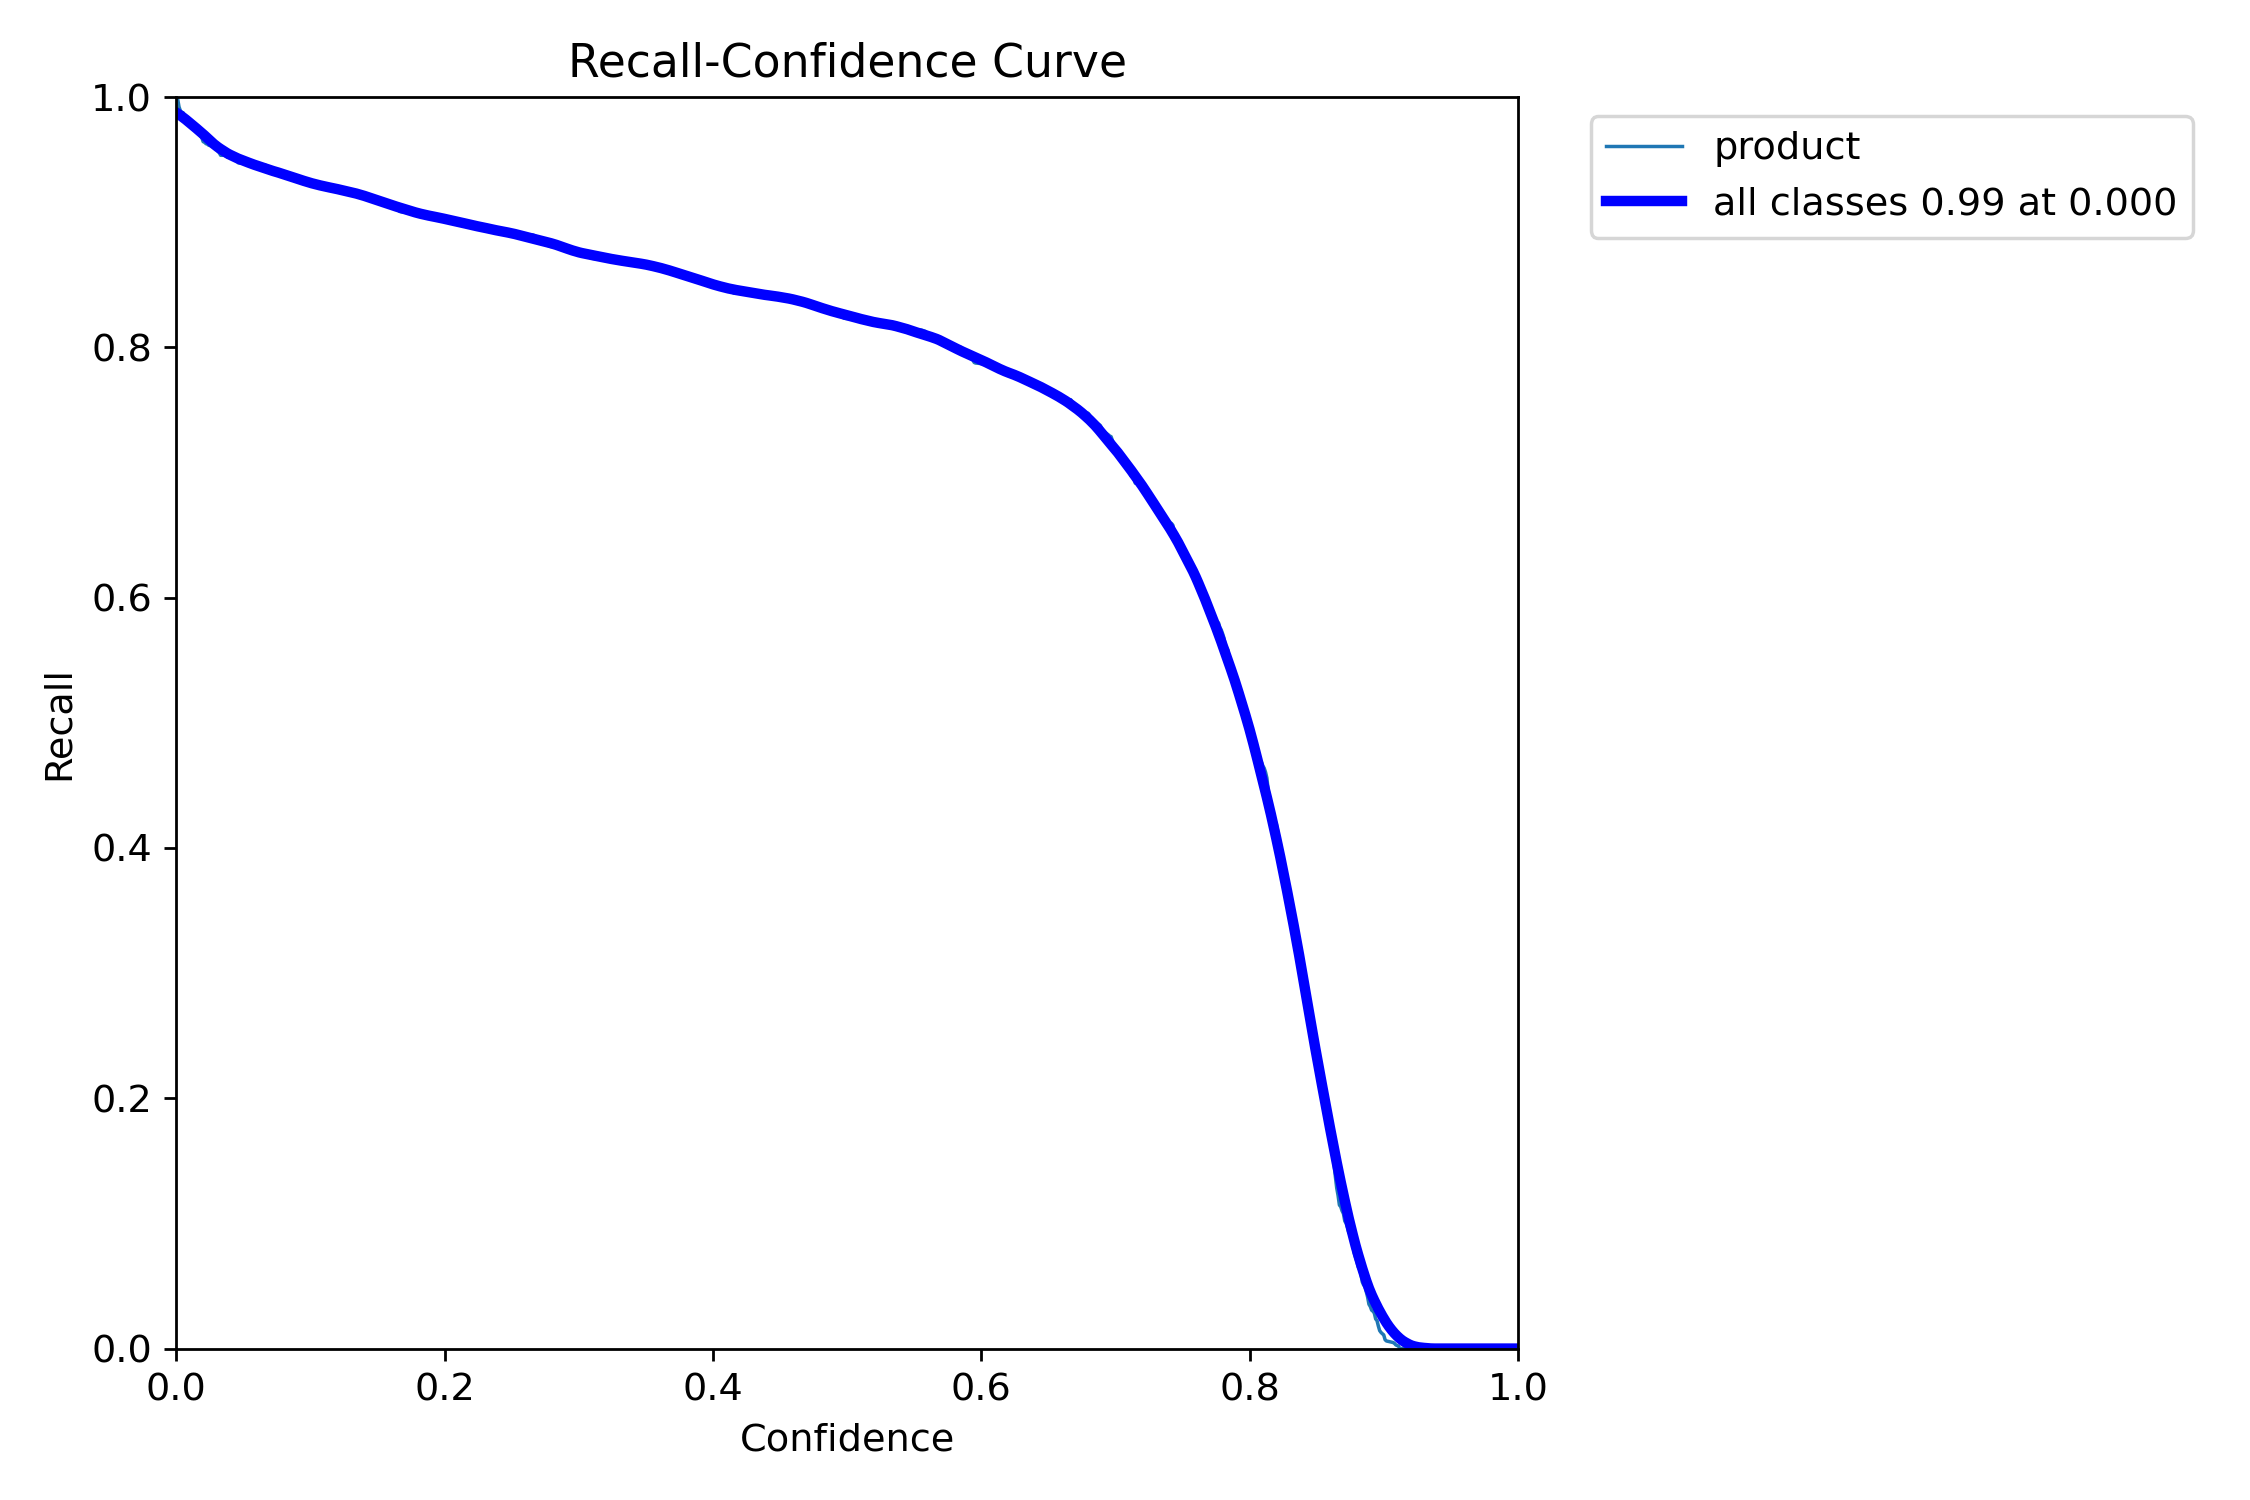 Recall-Confidence Curve
1.0
0.8
0.6
0.4
0.2
0.0
Recall
0.0 0.2 0.4 0.6 0.8 1.0
Confidence
product
all classes 0.99 at 0.000